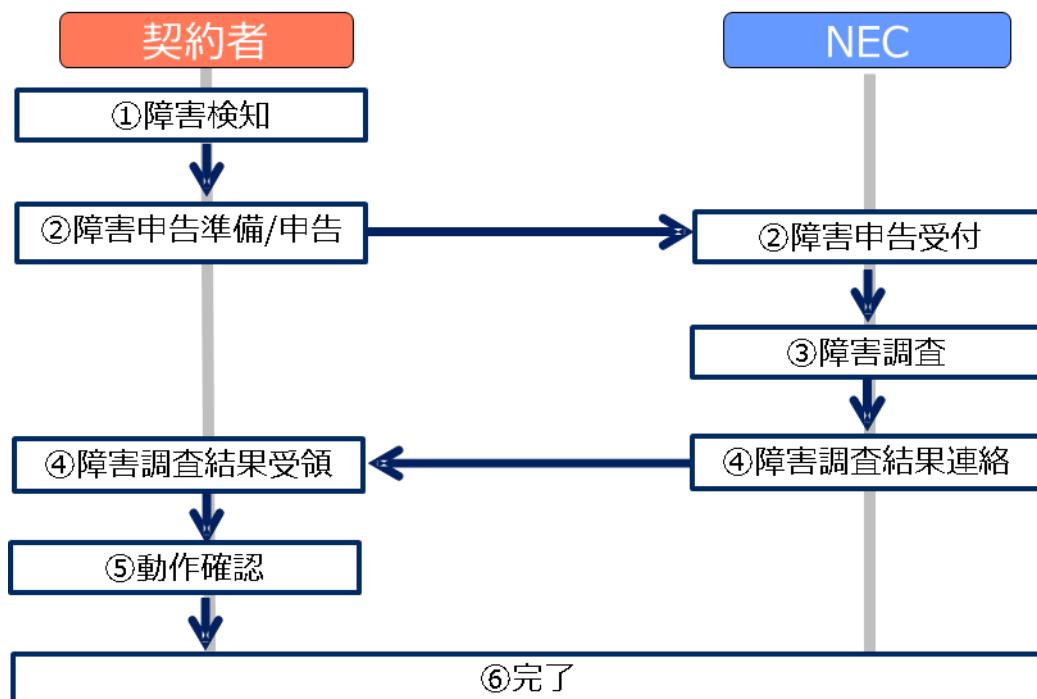 契約者
NEC
①障害検知
②障害申告準備/申告
②障害申告受付
③障害調査
④障害調査結果受領
④障害調査結果連絡
⑤動作確認
⑥完了